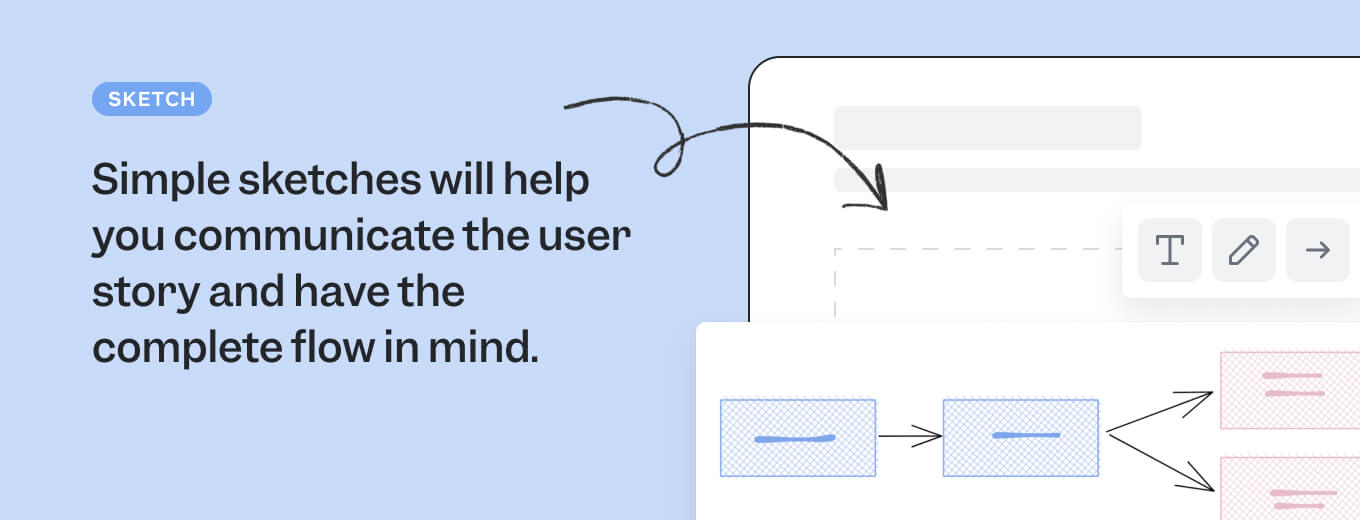 SKETCH
Simple sketches will help
you communicate the user
story and have the
complete flow in mind.
T